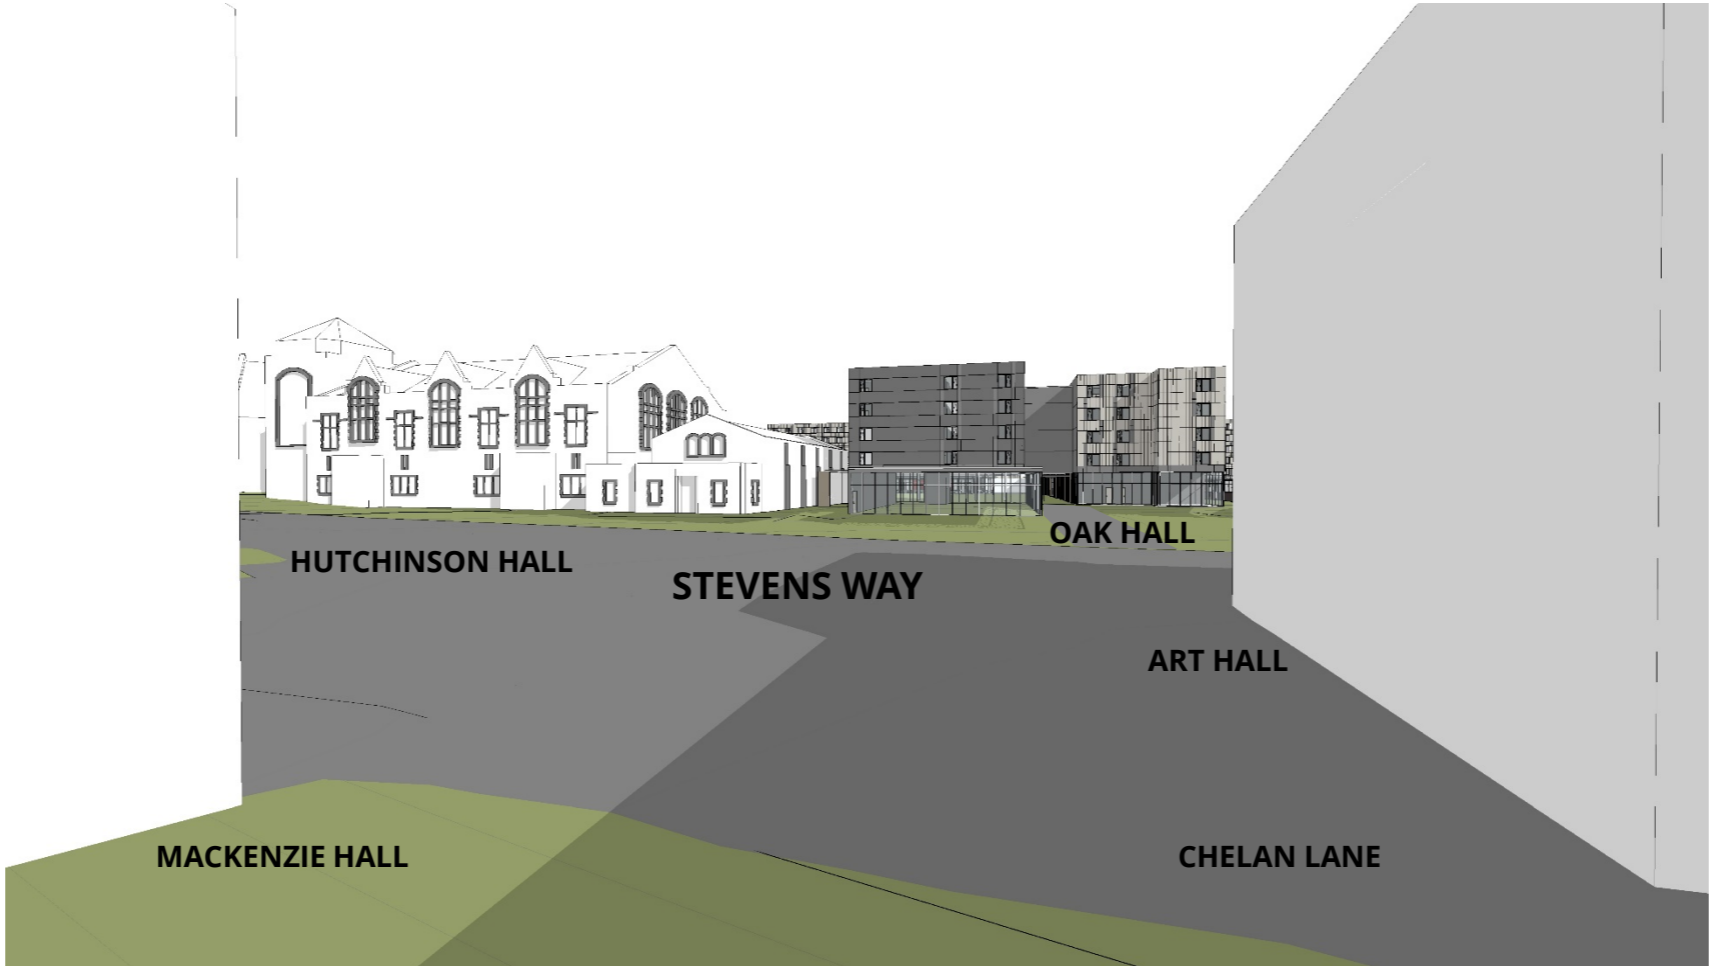 OAK HALL
HUTCHINSON HALL
STEVENS WAY
ART HALL
MACKENZIE HALL
CHELAN LANE